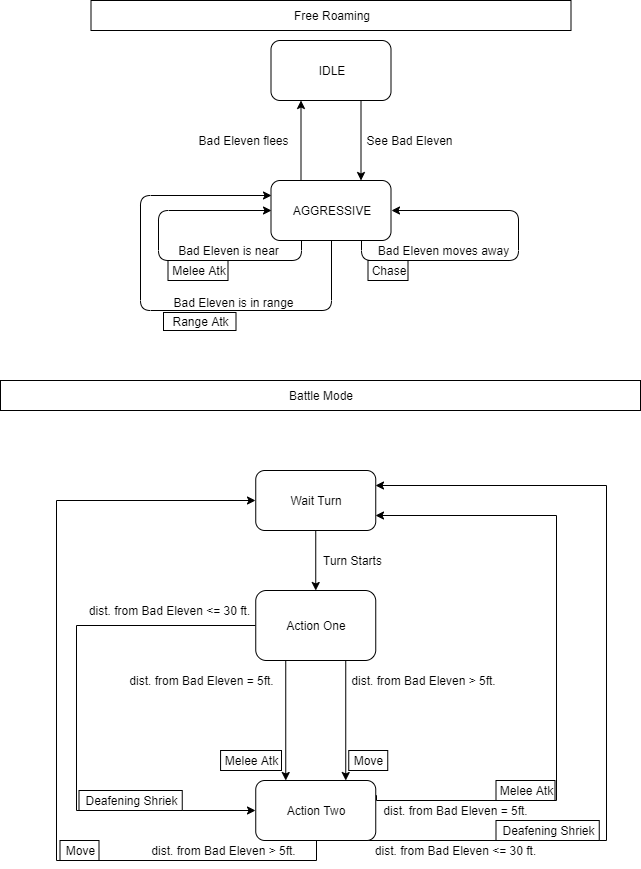 Free Roaming
IDLE
Bad Eleven flees
See Bad Eleven
AGGRESSIVE
Bad Eleven is near
Bad Eleven moves away
Melee Atk
Chase
Bad Eleven is in range
Range Atk
Battle Mode
Wait Turn
Turn Starts
dist. from Bad Eleven <= 30 ft.
Action One
dist. from Bad Eleven = 5ft.
dist. from Bad Eleven > 5ft.
Melee Atk
Move
Melee Atk
Deafening Shriek
Action Two
dist. from Bad Eleven = 5ft.
Deafening Shriek
Move
dist. from Bad Eleven > 5ft.
dist. from Bad Eleven <= 30 ft.